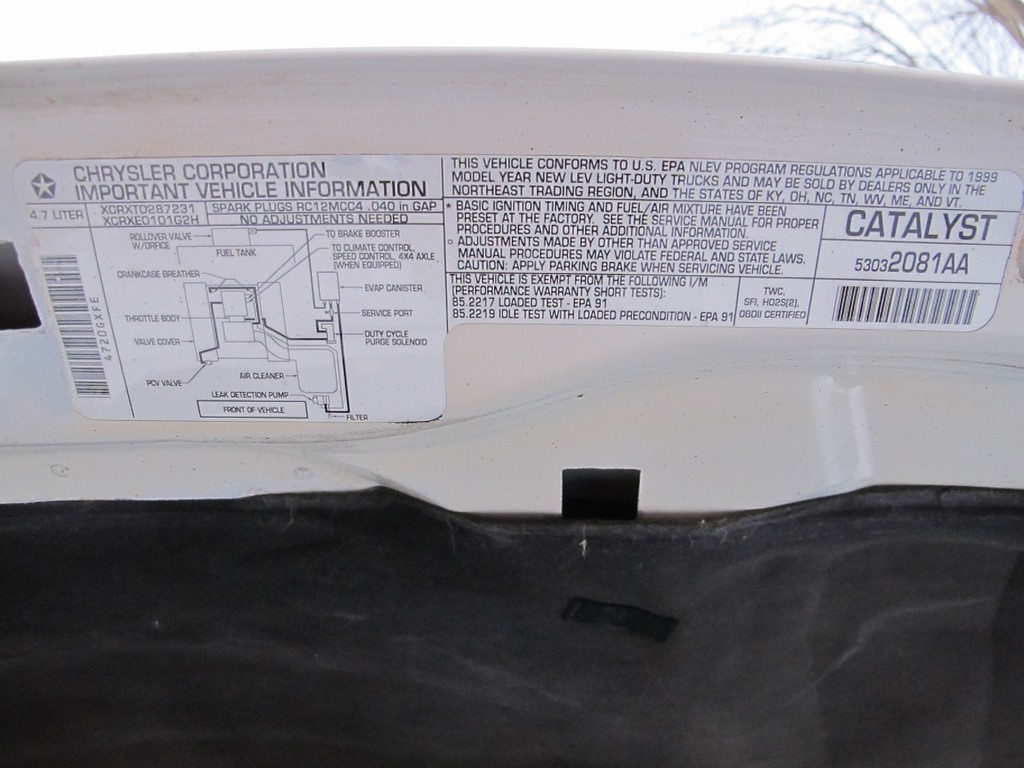 CHRYSLER CORPORATION
IMPORTANT VEHICLE INFORMATION
4.7 LITER
XCRXT0287231
XCRXE0101G2H
SPARK PLUGS RC12MCC4 .040 in GAP
NO ADJUSTMENTS NEEDED
ROLLOVER VALVE
W/ORFICE
FUEL TANK
TO BRAKE BOOSTER
TO CLIMATE CONTROL,
SPEED CONTROL, 4X4 AXLE
(WHEN EQUIPPED)
CRANKCASE BREATHER
EVAP CANISTER
SERVICE PORT
THROTTLE BODY
DUTY CYCLE
PURGE SOLENOID
VALVE COVER
AIR CLEANER
PCV VALVE
LEAK DETECTION PUMP
FRONT OF VEHICLE
FILTER
4720GXFE
THIS VEHICLE CONFORMS TO U.S. EPA NLEV PROGRAM REGULATIONS APPLICABLE TO 1999
MODEL YEAR NEW LEV LIGHT-DUTY TRUCKS AND MAY BE SOLD BY DEALERS ONLY IN THE
NORTHEAST TRADING REGION, AND THE STATES OF KY, OH, NC, TN, WV, ME, AND VT.
* BASIC IGNITION TIMING AND FUEL/AIR MIXTURE HAVE BEEN
PRESET AT THE FACTORY. SEE THE SERVICE MANUAL FOR PROPER
PROCEDURES AND OTHER ADDITIONAL INFORMATION.
○ ADJUSTMENTS MADE BY OTHER THAN APPROVED SERVICE
MANUAL PROCEDURES MAY VIOLATE FEDERAL AND STATE LAWS.
CAUTION: APPLY PARKING BRAKE WHEN SERVICING VEHICLE.
THIS VEHICLE IS EXEMPT FROM THE FOLLOWING I/M
(PERFORMANCE WARRANTY SHORT TESTS):
85.2217 LOADED TEST - EPA 91
85.2219 IDLE TEST WITH LOADED PRECONDITION - EPA 91
TWC,
SFI, HO2S(2),
OBDII CERTIFIED
CATALYST
53032081AA